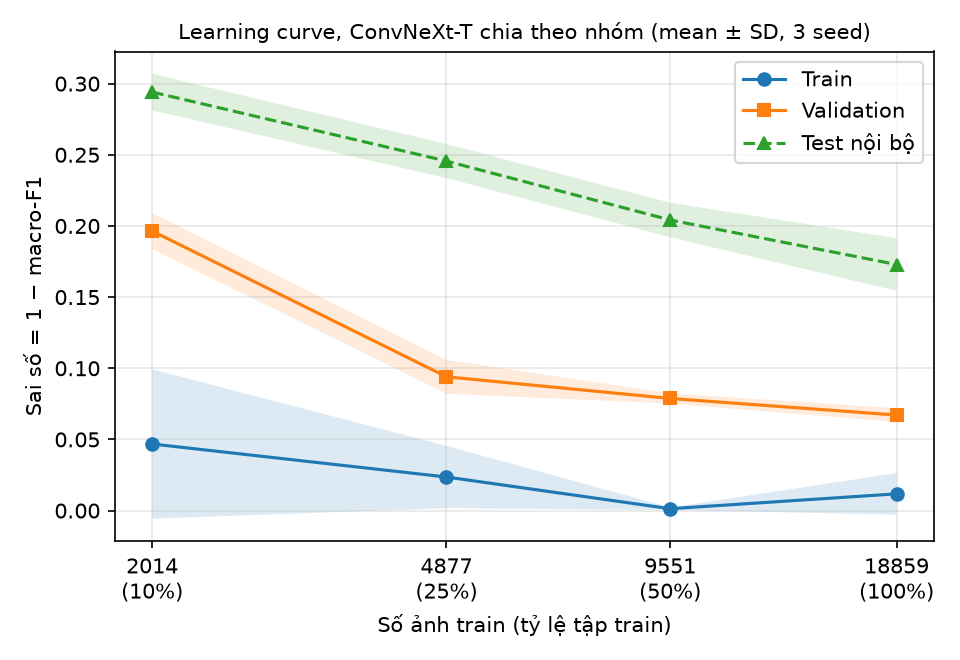 Learning curve, ConvNeXt-T chia theo nhóm (mean ± SD, 3 seed)
Train
Validation
Test nội bộ
Sai số = 1 − macro-F1
0.30
0.25
0.20
0.15
0.10
0.05
0.00
2014 4877 9551 18859
(10%) (25%) (50%) (100%)
Số ảnh train (tỷ lệ tập train)